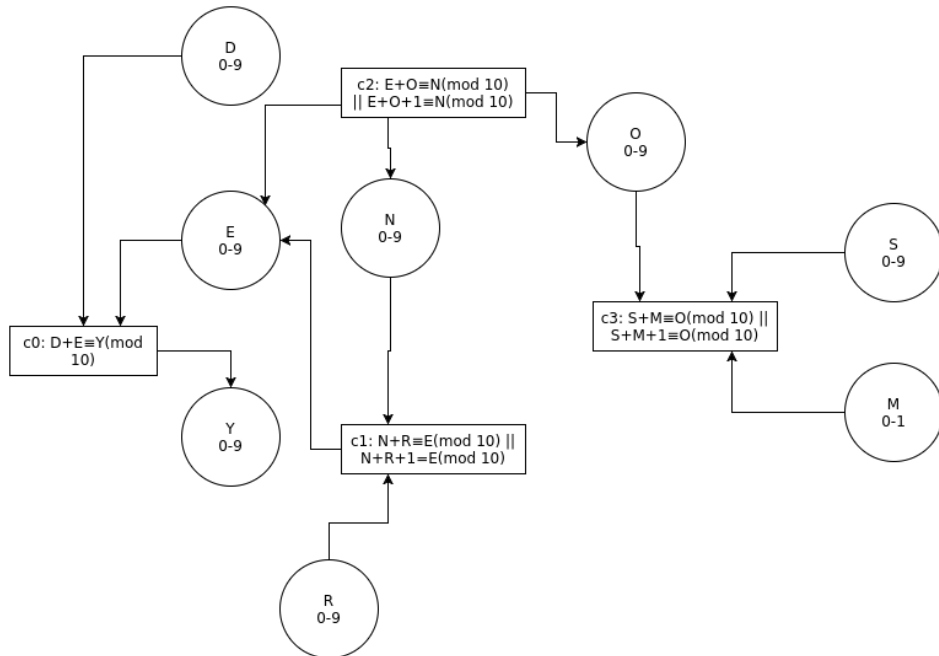 D
0-9
c2: E+O≡N(mod 10)
|| E+O+1≡N(mod 10)
O
0-9
E
0-9
N
0-9
S
0-9
c3: S+M≡O(mod 10) ||
S+M+1≡O(mod 10)
c0: D+E≡Y(mod
10)
M
0-1
Y
0-9
c1: N+R≡E(mod 10) ||
N+R+1=E(mod 10)
R
0-9